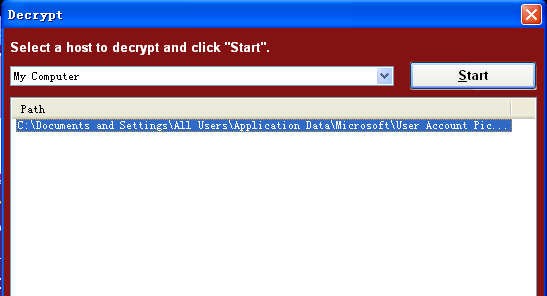 Decrypt
Select a host to decrypt and click "Start".
My Computer
Start
Path
C:\Documents and Settings\All Users\Application Data\Microsoft\User Account Pic...